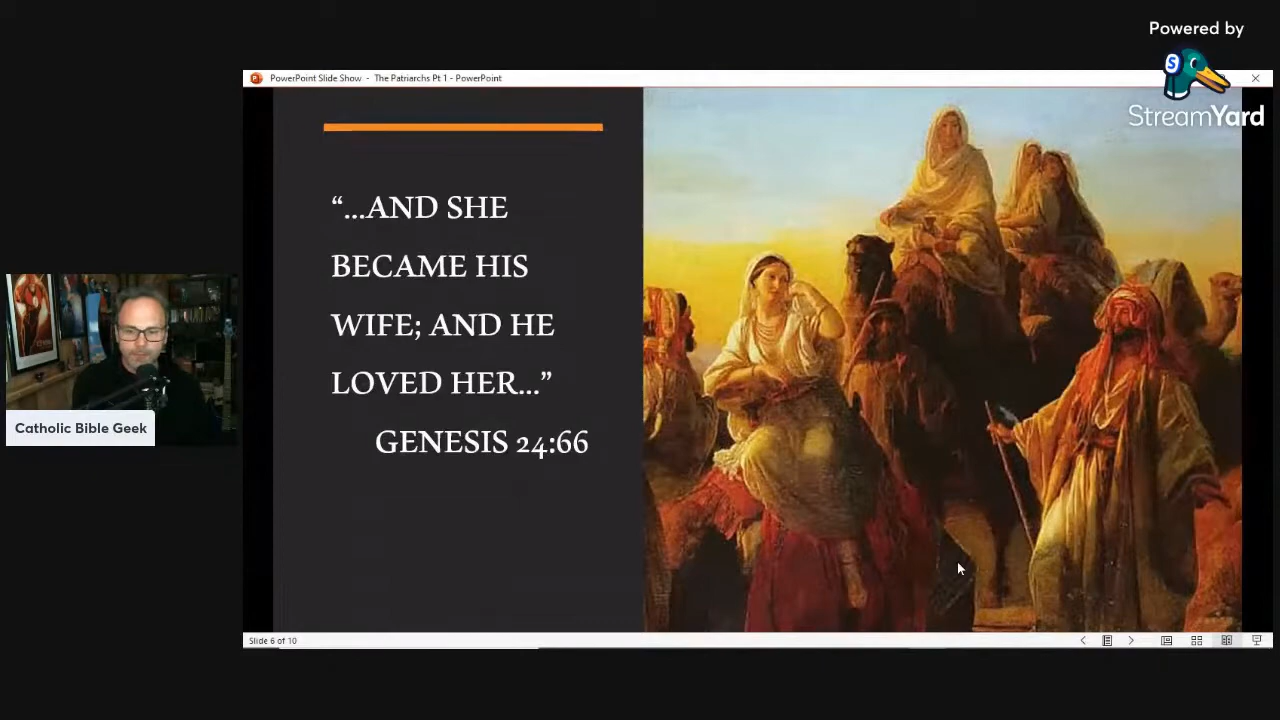 Powered by
StreamYard
PowerPoint Slide Show - The Patriarchs Pt 1 - PowerPoint
“...AND SHE
BECAME HIS
WIFE; AND HE
LOVED HER...”
GENESIS 24:66
Catholic Bible Geek
Slide 6 of 10